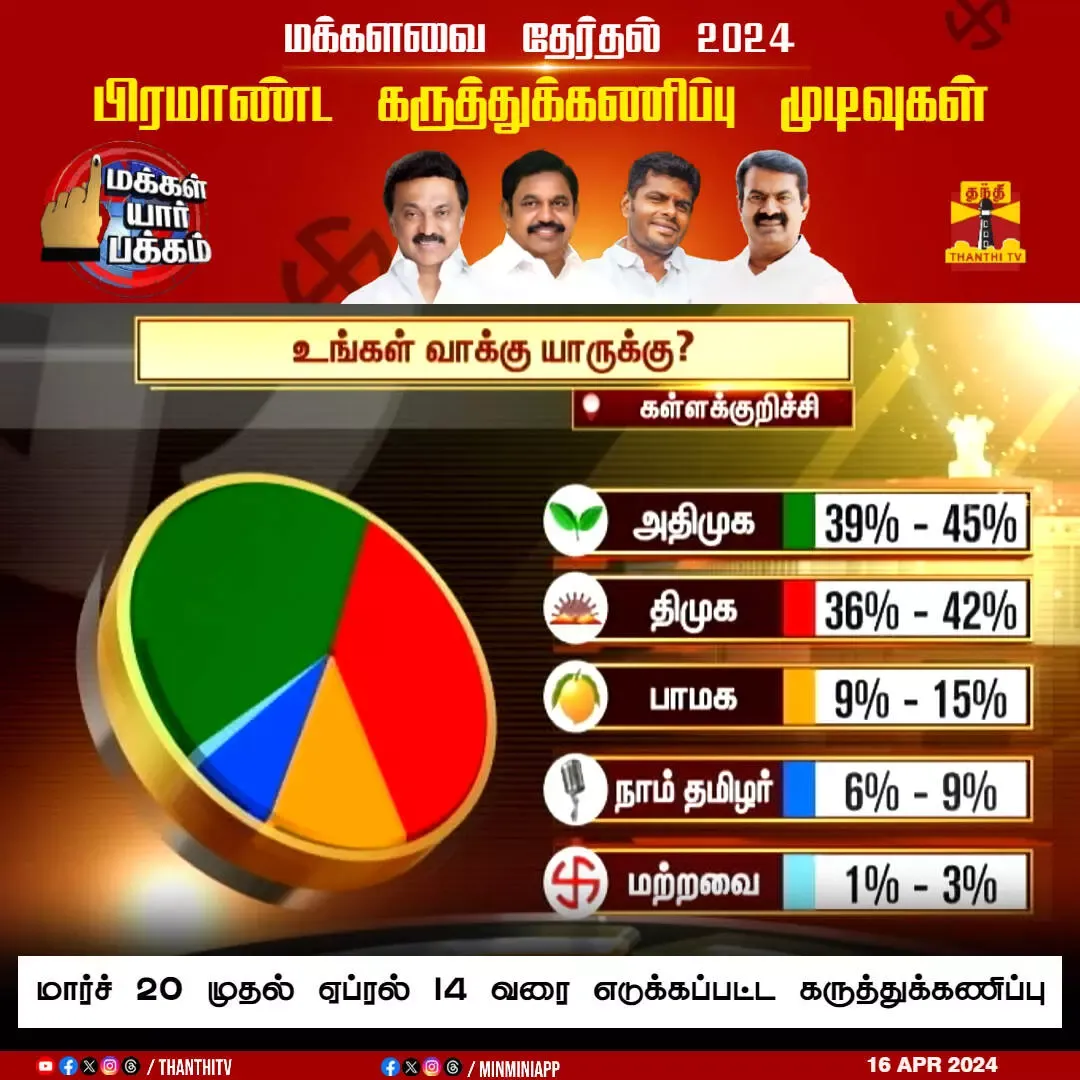 மக்களவை தேர்தல் 2024
பிரமாண்ட கருத்துக்கணிப்பு முடிவுகள்
மக்கள்
யார்
பக்கம்
தந்தி
THANTHI TV
உங்கள் வாக்கு யாருக்கு?
கள்ளக்குறிச்சி
அதிமுக 39% - 45%
திமுக 36% - 42%
பாமக 9% - 15%
நாம் தமிழர் 6% - 9%
மற்றவை 1% - 3%
மார்ச் 20 முதல் ஏப்ரல் 14 வரை எடுக்கப்பட்ட கருத்துக்கணிப்பு
/ THANTHITV / MINMINIAPP 16 APR 2024